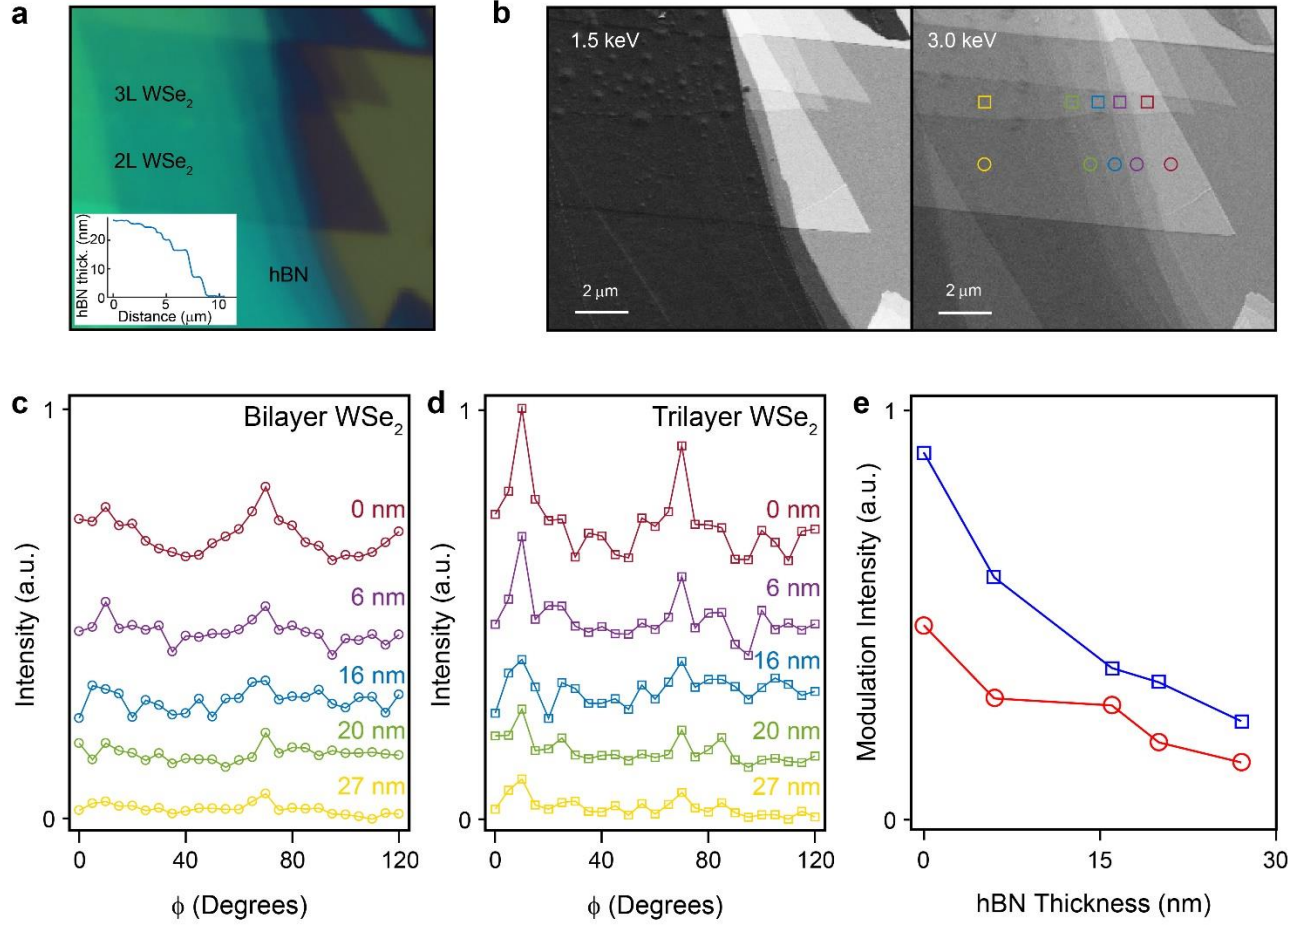 a
3L WSe₂
2L WSe₂
hBN
hBN thick. (nm)
20
10
0
0 5 10
Distance (μm)
b
1.5 keV
2 μm
3.0 keV
2 μm
c
Bilayer WSe₂
1
0
Intensity (a.u.)
0 nm
6 nm
16 nm
20 nm
27 nm
0 40 80 120
ϕ (Degrees)
d
Trilayer WSe₂
1
0
Intensity (a.u.)
0 nm
6 nm
16 nm
20 nm
27 nm
0 40 80 120
ϕ (Degrees)
e
1
0
Modulation Intensity (a.u.)
0 15 30
hBN Thickness (nm)